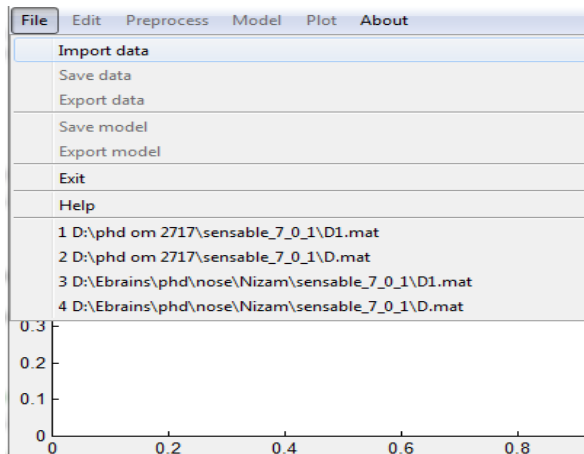 File Edit Preprocess Model Plot About
Import data
Save data
Export data
Save model
Export model
Exit
Help
1 D:\phd om 2717\sensable_7_0_1\D1.mat
2 D:\phd om 2717\sensable_7_0_1\D.mat
3 D:\Ebrains\phd\nose\Nizam\sensable_7_0_1\D1.mat
4 D:\Ebrains\phd\nose\Nizam\sensable_7_0_1\D.mat
0.3
0.2
0.1
0
0 0.2 0.4 0.6 0.8